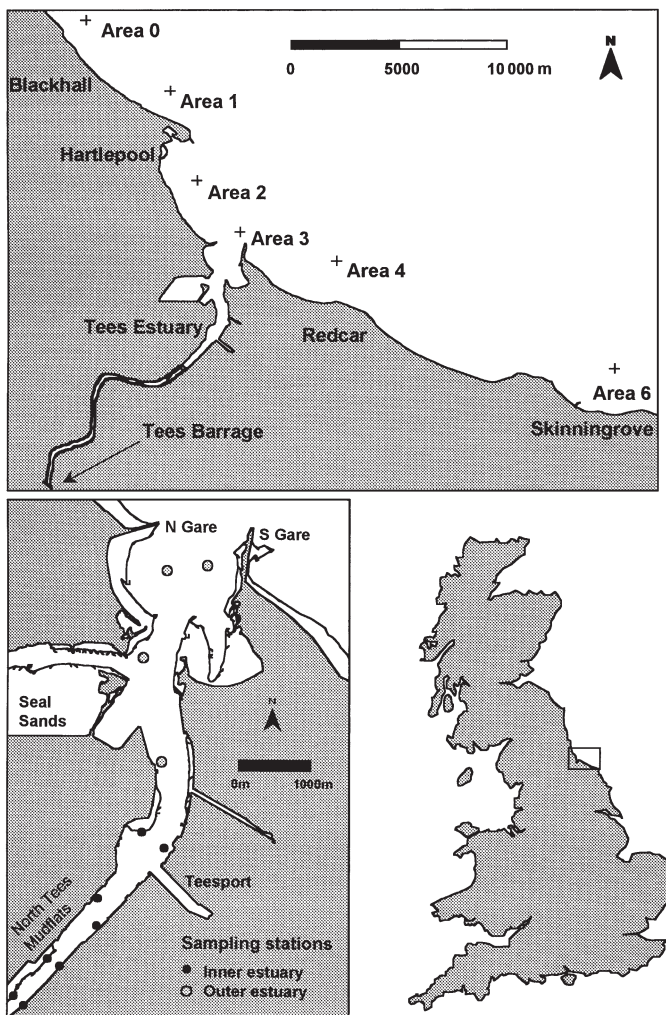 Area 0
N
0 5000 10 000 m
Blackhall
Area 1
Hartlepool
Area 2
Area 3
Area 4
Tees Estuary
Redcar
Area 6
Skinningrove
Tees Barrage
N Gare
S Gare
Seal
Sands
N
0m 1000m
Teesport
North Tees
Mudflats
Sampling stations
Inner estuary
Outer estuary